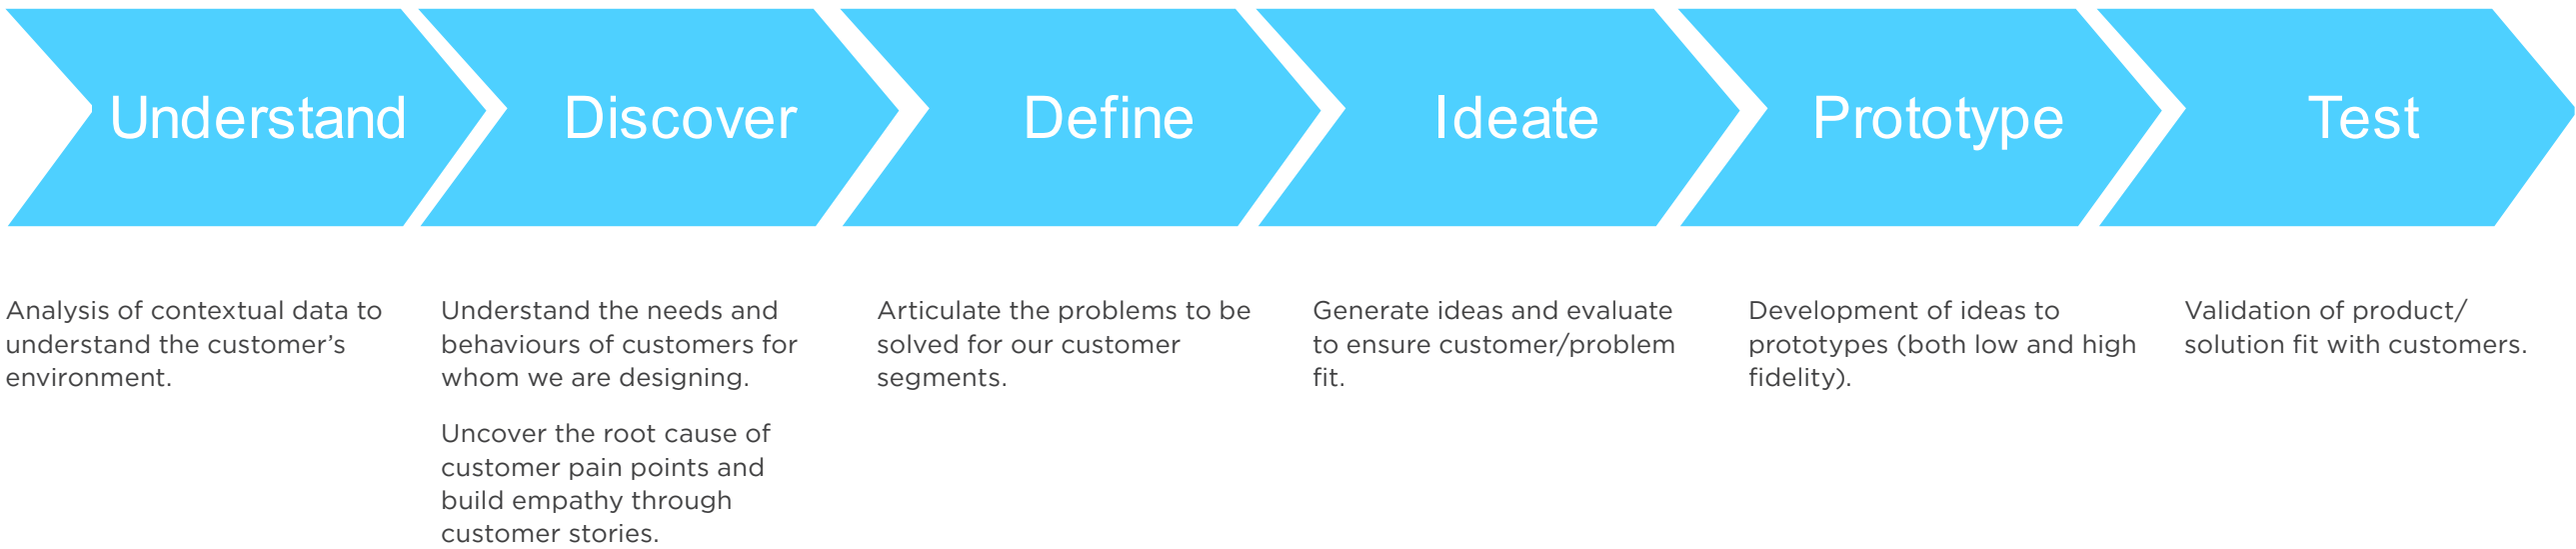 Understand
Discover
Define
Ideate
Prototype
Test
Analysis of contextual data to
understand the customer’s
environment.
Understand the needs and
behaviours of customers for
whom we are designing.
Uncover the root cause of
customer pain points and
build empathy through
customer stories.
Articulate the problems to be
solved for our customer
segments.
Generate ideas and evaluate
to ensure customer/problem
fit.
Development of ideas to
prototypes (both low and high
fidelity).
Validation of product/
solution fit with customers.